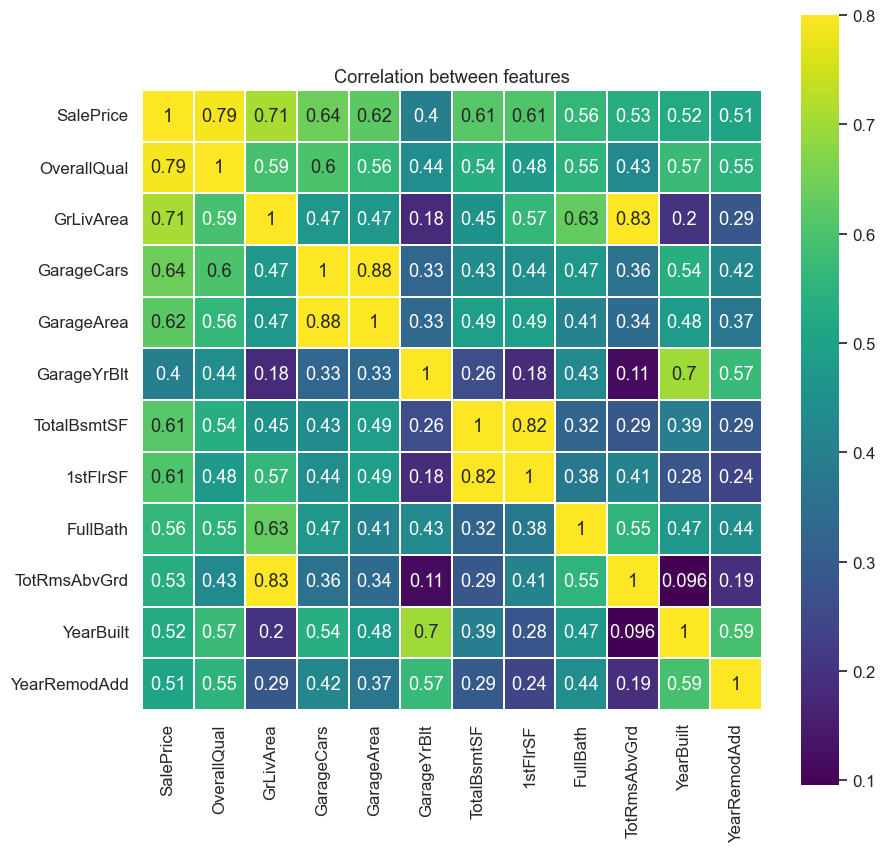 Correlation between features
SalePrice 1 0.79 0.71 0.64 0.62 0.4 0.61 0.61 0.56 0.53 0.52 0.51
OverallQual 0.79 1 0.59 0.6 0.56 0.44 0.54 0.48 0.55 0.43 0.57 0.55
GrLivArea 0.71 0.59 1 0.47 0.47 0.18 0.45 0.57 0.63 0.83 0.2 0.29
GarageCars 0.64 0.6 0.47 1 0.88 0.33 0.43 0.44 0.47 0.36 0.54 0.42
GarageArea 0.62 0.56 0.47 0.88 1 0.33 0.49 0.49 0.41 0.34 0.48 0.37
GarageYrBlt 0.4 0.44 0.18 0.33 0.33 1 0.26 0.18 0.43 0.11 0.7 0.57
TotalBsmtSF 0.61 0.54 0.45 0.43 0.49 0.26 1 0.82 0.32 0.29 0.39 0.29
1stFlrSF 0.61 0.48 0.57 0.44 0.49 0.18 0.82 1 0.38 0.41 0.28 0.24
FullBath 0.56 0.55 0.63 0.47 0.41 0.43 0.32 0.38 1 0.55 0.47 0.44
TotRmsAbvGrd 0.53 0.43 0.83 0.36 0.34 0.11 0.29 0.41 0.55 1 0.096 0.19
YearBuilt 0.52 0.57 0.2 0.54 0.48 0.7 0.39 0.28 0.47 0.096 1 0.59
YearRemodAdd 0.51 0.55 0.29 0.42 0.37 0.57 0.29 0.24 0.44 0.19 0.59 1
SalePrice
OverallQual
GrLivArea
GarageCars
GarageArea
GarageYrBlt
TotalBsmtSF
1stFlrSF
FullBath
TotRmsAbvGrd
YearBuilt
YearRemodAdd
0.8
0.7
0.6
0.5
0.4
0.3
0.2
0.1